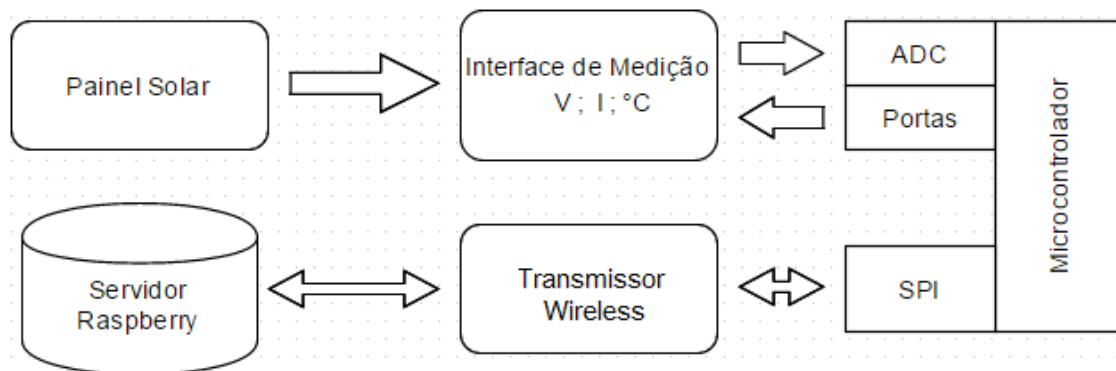 Painel Solar
Interface de Medição
V ; I ; °C
ADC
Portas
Microcontrolador
Servidor
Raspberry
Transmissor
Wireless
SPI